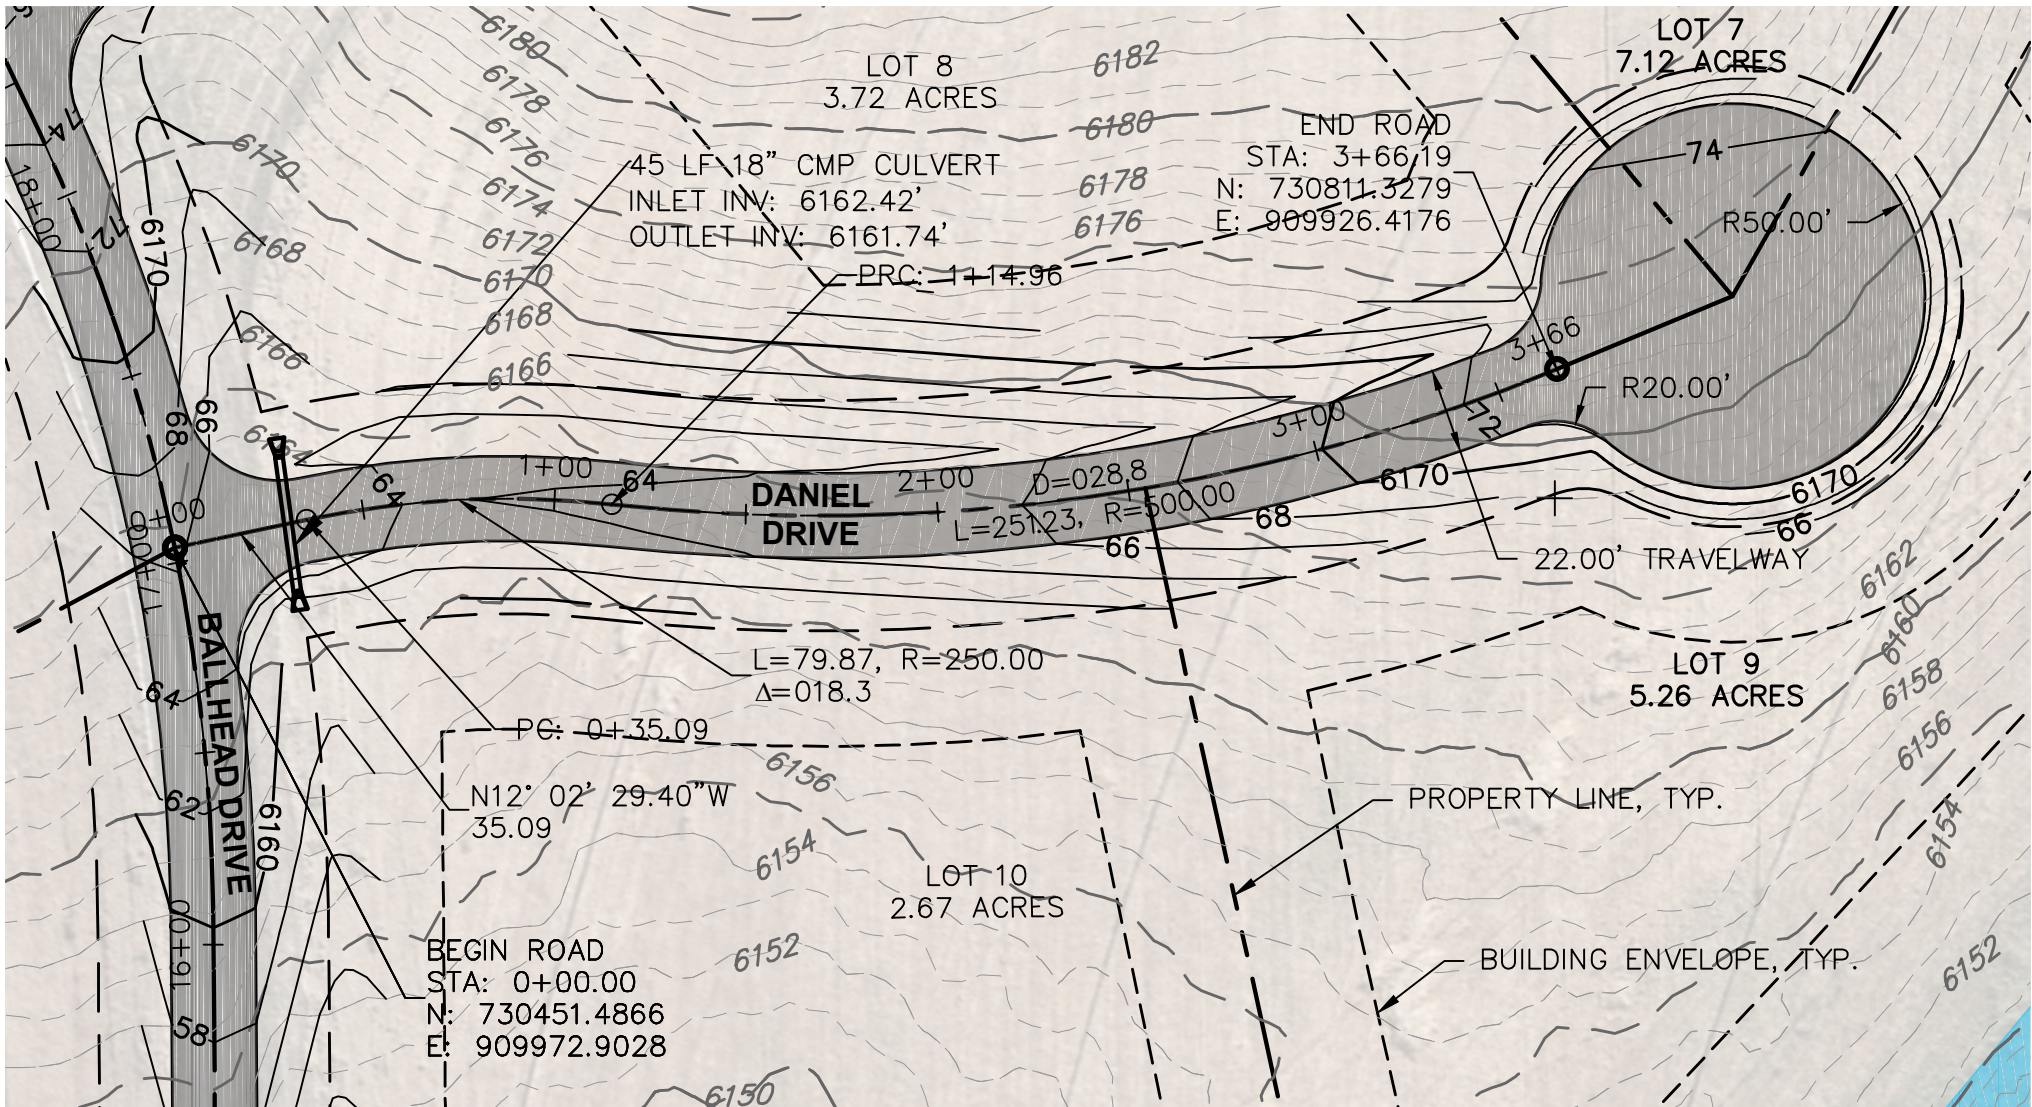 LOT 7
7.12 ACRES
LOT 8
3.72 ACRES
6180
6178
6176
6174
6172
6170
6168
6166
6182
6180
6178
6176
6170
6168
6166
6164
END ROAD
STA: 3+66.19
N: 730811.3279
E: 909926.4176
45 LF 18" CMP CULVERT
INLET INV: 6162.42'
OUTLET INV: 6161.74'
PRC: 1+14.96
74
72
18+00
6170
68
66
74
R50.00'
3+66
R20.00'
72
3+00
6170
6170
66
68
66
22.00' TRAVELWAY
0+00
17+00
64
1+00
64
DANIEL
DRIVE
2+00
D=028.8
L=251.23, R=500.00
L=79.87, R=250.00
Δ=018.3
PC: 0+35.09
N12° 02' 29.40"W
35.09
BALLHEAD DRIVE
64
62
6160
16+00
58
BEGIN ROAD
STA: 0+00.00
N: 730451.4866
E: 909972.9028
LOT 9
5.26 ACRES
LOT 10
2.67 ACRES
PROPERTY LINE, TYP.
BUILDING ENVELOPE, TYP.
6156
6154
6152
6150
6162
6160
6158
6156
6154
6152